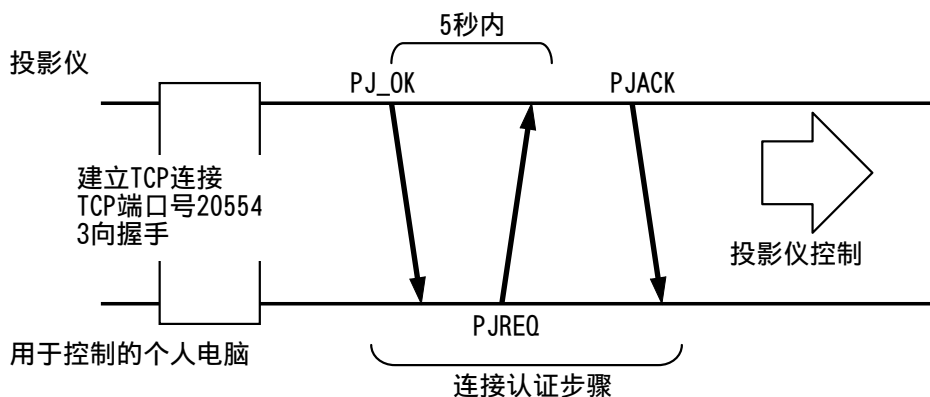 5秒内
投影仪
PJ_OK
PJACK
建立TCP连接
TCP端口号20554
3向握手
投影仪控制
PJREQ
用于控制的个人电脑
连接认证步骤